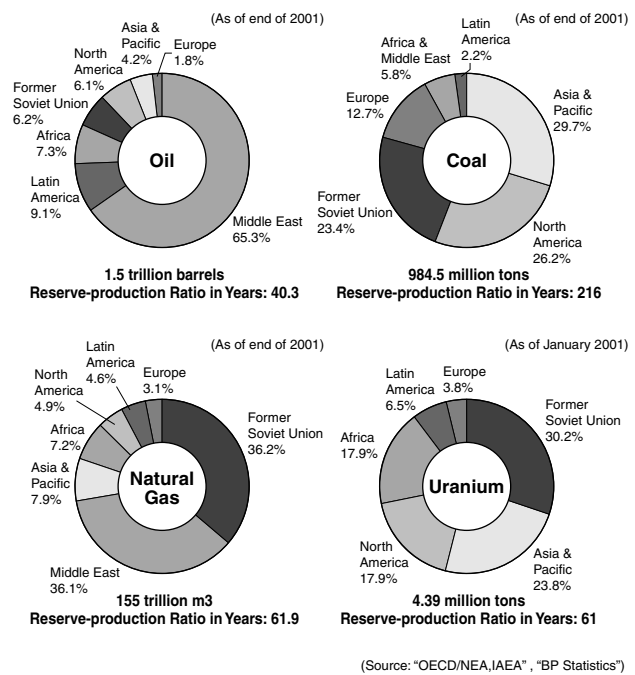 (As of end of 2001)
Asia &
Pacific
4.2%
Europe
1.8%
North
America
6.1%
Former
Soviet Union
6.2%
Africa
7.3%
Latin
America
9.1%
Oil
Middle East
65.3%
1.5 trillion barrels
Reserve-production Ratio in Years: 40.3
(As of end of 2001)
Latin
America
2.2%
Africa &
Middle East
5.8%
Europe
12.7%
Asia &
Pacific
29.7%
Coal
Former
Soviet Union
23.4%
North
America
26.2%
984.5 million tons
Reserve-production Ratio in Years: 216
(As of end of 2001)
Latin
America
4.6%
Europe
3.1%
North
America
4.9%
Africa
7.2%
Asia &
Pacific
7.9%
Former
Soviet Union
36.2%
Natural
Gas
Middle East
36.1%
155 trillion m3
Reserve-production Ratio in Years: 61.9
(As of January 2001)
Latin
America
6.5%
Europe
3.8%
Former
Soviet Union
30.2%
Africa
17.9%
Uranium
North
America
17.9%
Asia &
Pacific
23.8%
4.39 million tons
Reserve-production Ratio in Years: 61
(Source: “OECD/NEA,IAEA” , “BP Statistics”)